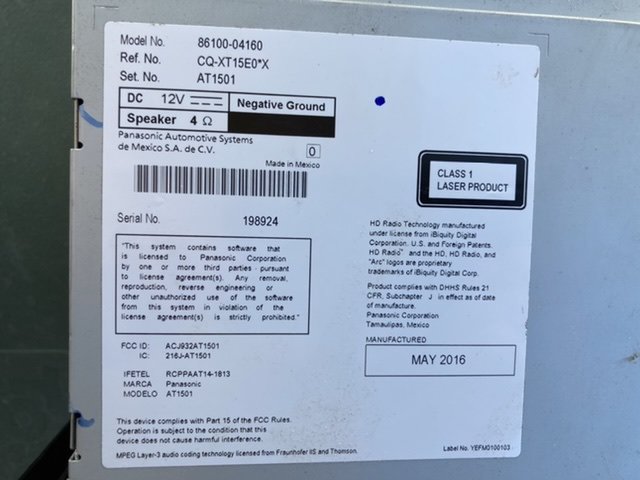 Model No. 86100-04160
Ref. No. CQ-XT15E0*X
Set. No. AT1501
DC 12V Negative Ground
Speaker 4 Ω
Panasonic Automotive Systems
de Mexico S.A. de C.V.
0
Made in Mexico
CLASS 1
LASER PRODUCT
Serial No. 198924
"This system contains software that
is licensed to Panasonic Corporation
by one or more third parties pursuant
to license agreement(s). Any removal,
reproduction, reverse engineering or
other unauthorized use of the software
from this system in violation of the
license agreement(s) is strictly prohibited."
HD Radio Technology manufactured
under license from iBiquity Digital
Corporation. U.S. and Foreign Patents.
HD Radio™ and the HD, HD Radio, and
"Arc" logos are proprietary
trademarks of iBiquity Digital Corp.
Product complies with DHHS Rules 21
CFR, Subchapter J in effect as of date
of manufacture.
Panasonic Corporation
Tamaulipas, Mexico
MANUFACTURED
MAY 2016
FCC ID: ACJ932AT1501
IC: 216J-AT1501
IFETEL RCPPAAT14-1813
MARCA Panasonic
MODELO AT1501
This device complies with Part 15 of the FCC Rules.
Operation is subject to the condition that this
device does not cause harmful interference.
MPEG Layer-3 audio coding technology licensed from Fraunhofer IIS and Thomson.
Label No. YEFM0100103